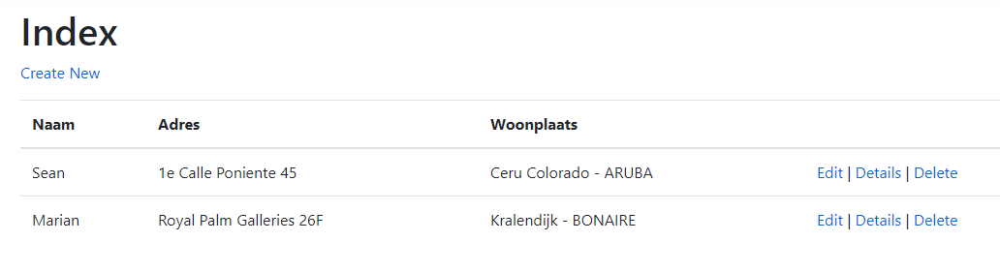 Index
Create New
Naam Adres Woonplaats
Sean 1e Calle Poniente 45 Ceru Colorado - ARUBA Edit | Details | Delete
Marian Royal Palm Galleries 26F Kralendijk - BONAIRE Edit | Details | Delete